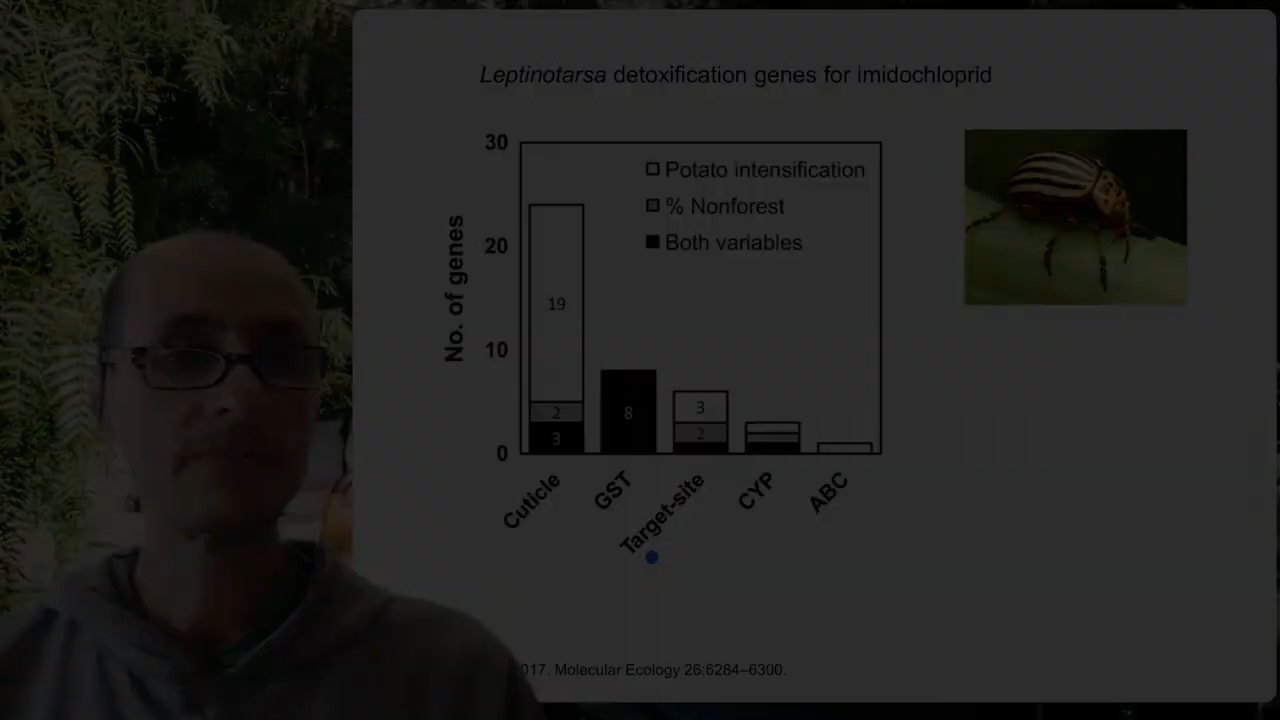 Leptinotarsa detoxification genes for imidochloprid
30
20
10
0
No. of genes
Potato intensification
% Nonforest
Both variables
19
2
3
8
3
2
Cuticle
GST
Target-site
CYP
ABC
017. Molecular Ecology 26:6284–6300.